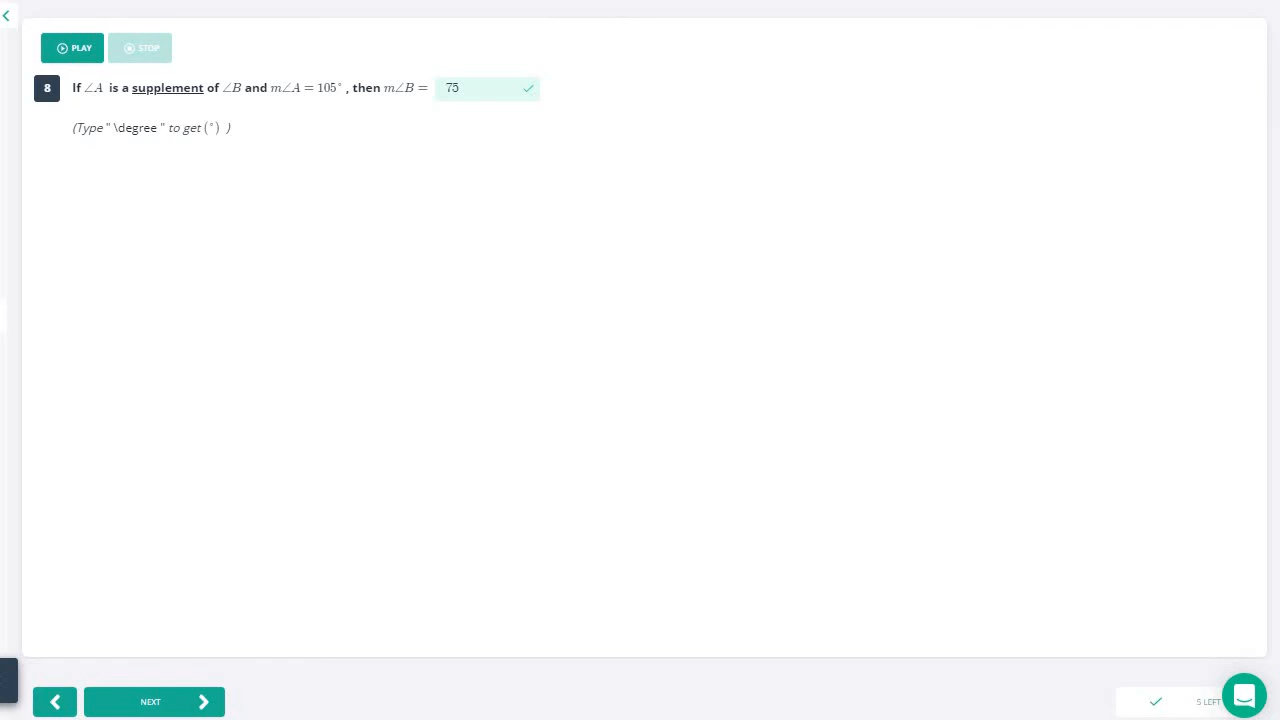 PLAY STOP
8 If ∠A is a supplement of ∠B and m∠A = 105° , then m∠B = 75
(Type " \degree " to get (°) )
NEXT 5 LEFT